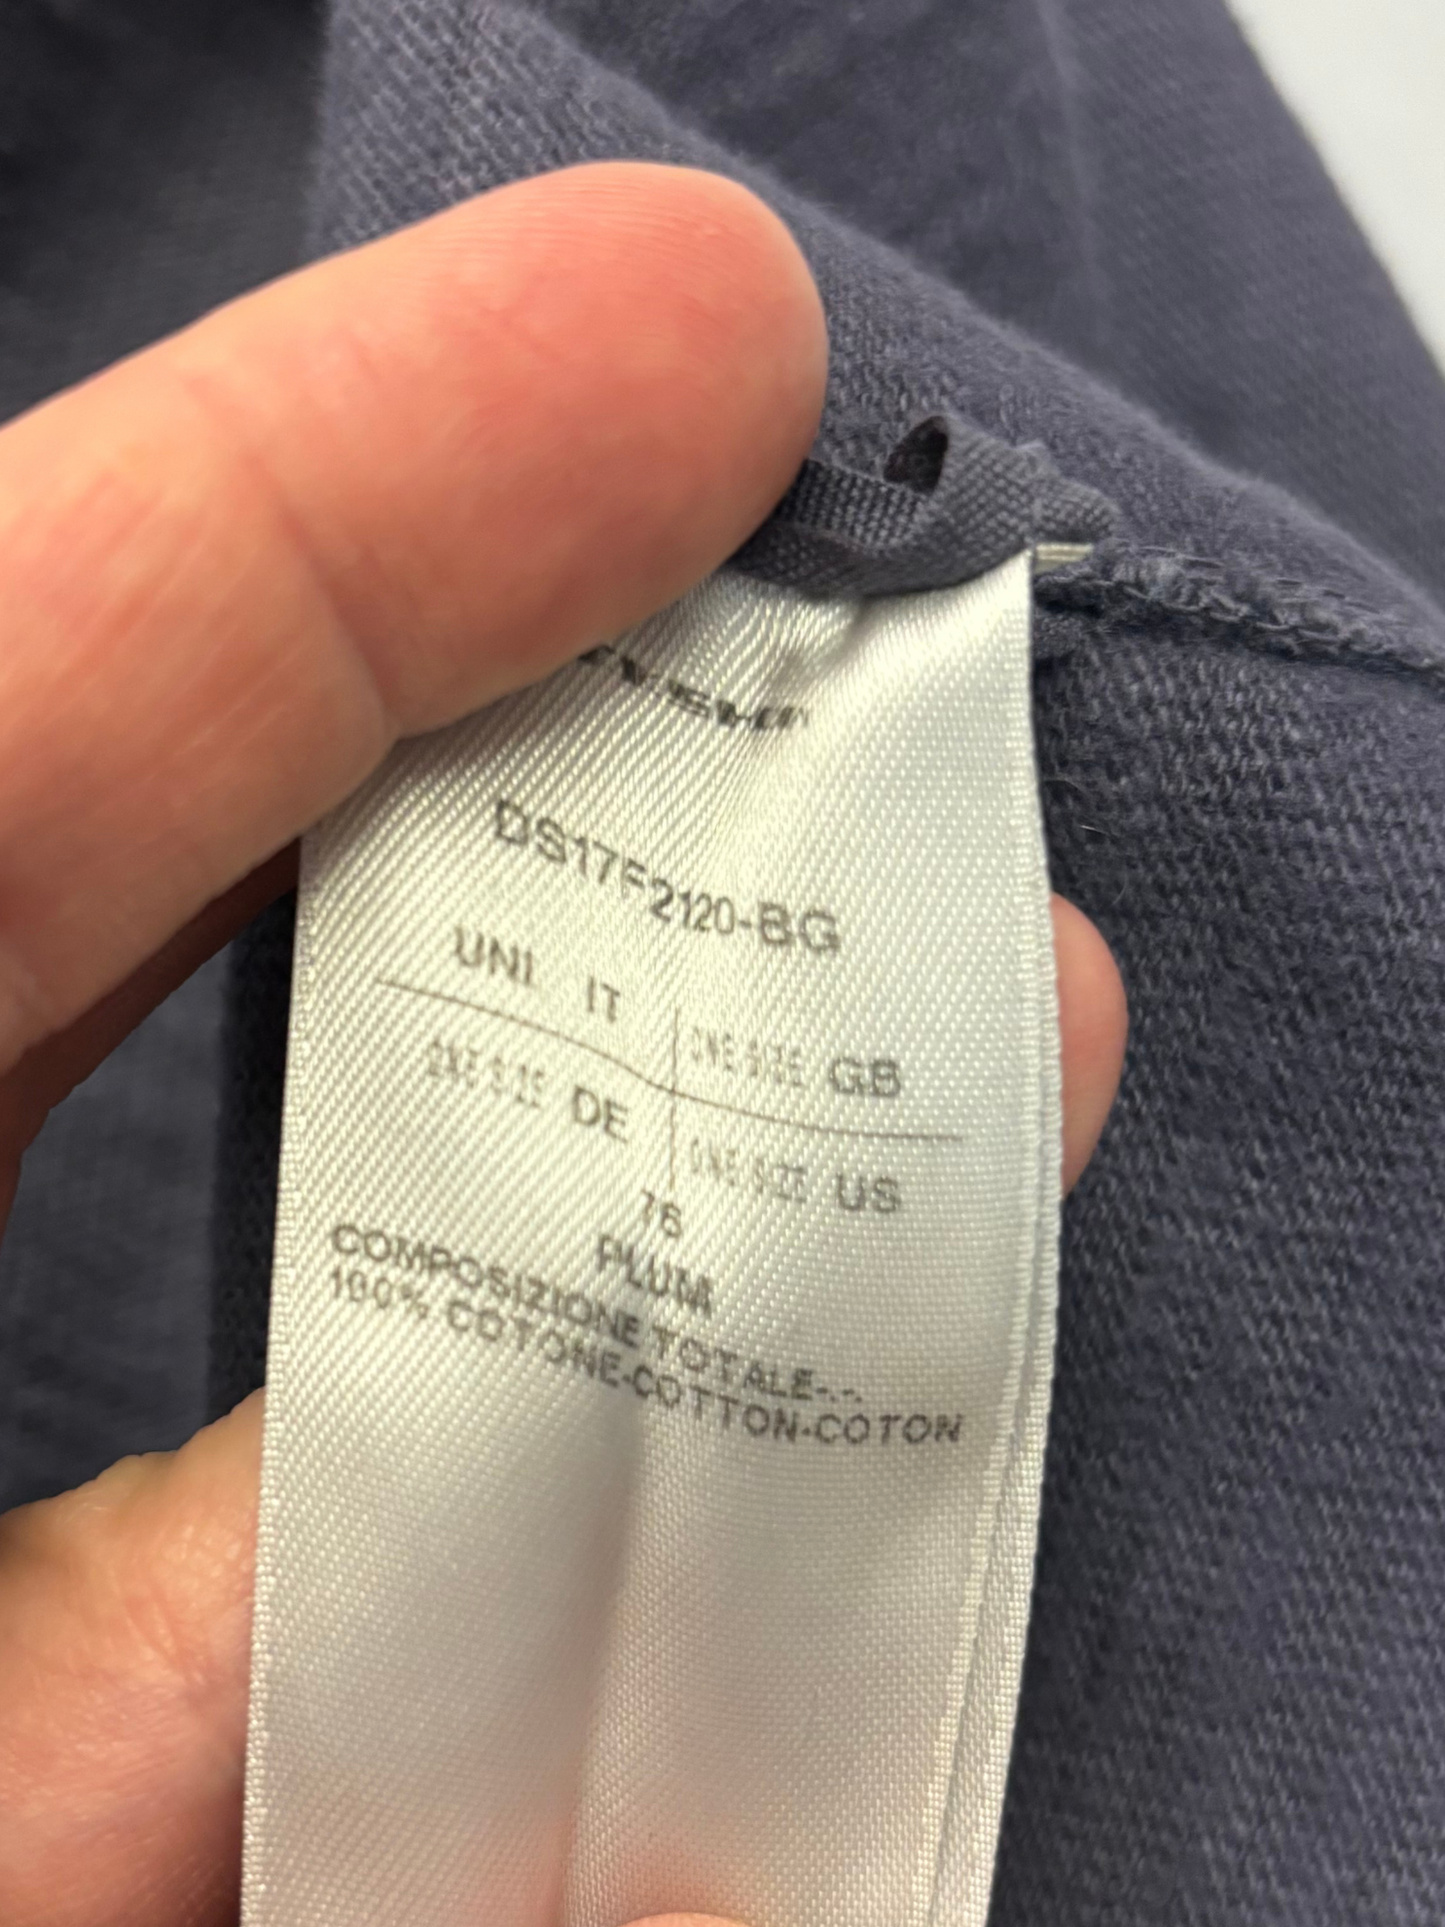 DS17F2120-BG
UNI IT ONE SIZE GB
ONE SIZE DE ONE SIZE US
76
PLUM
COMPOSIZIONE TOTALE-.-.
100% COTONE-COTTON-COTON